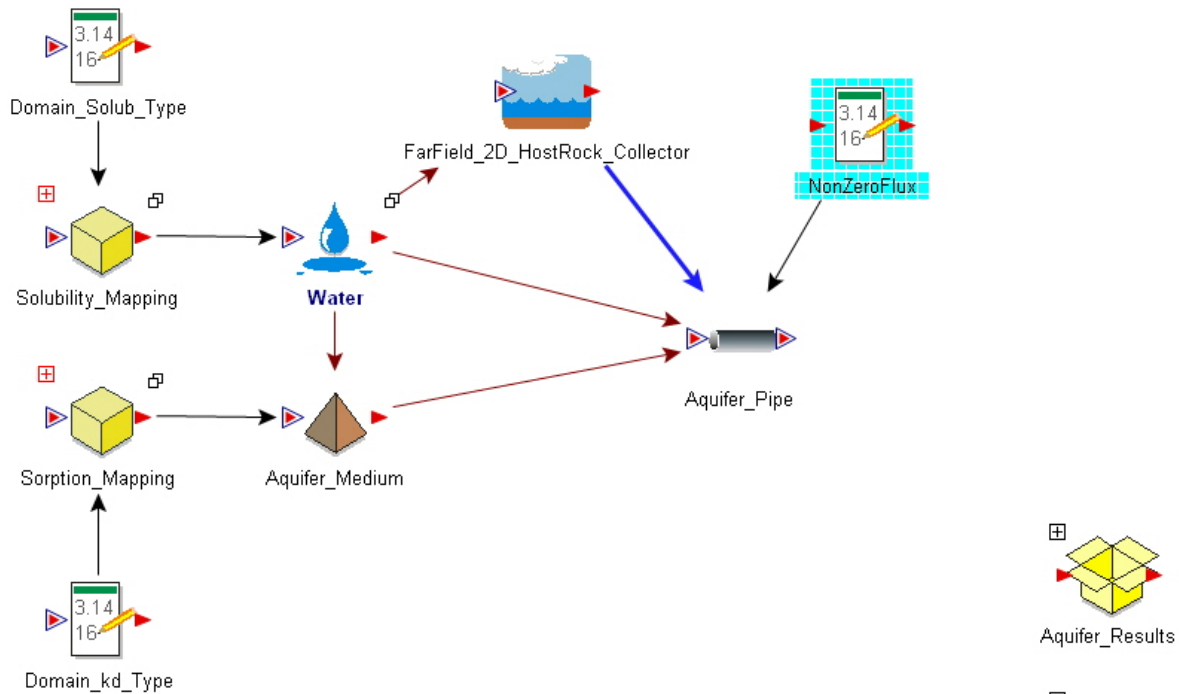 3.14
16
Domain_Solub_Type
FarField_2D_HostRock_Collector
3.14
16
NonZeroFlux
Solubility_Mapping
Water
Aquifer_Pipe
Sorption_Mapping
Aquifer_Medium
Aquifer_Results
3.14
16
Domain_kd_Type